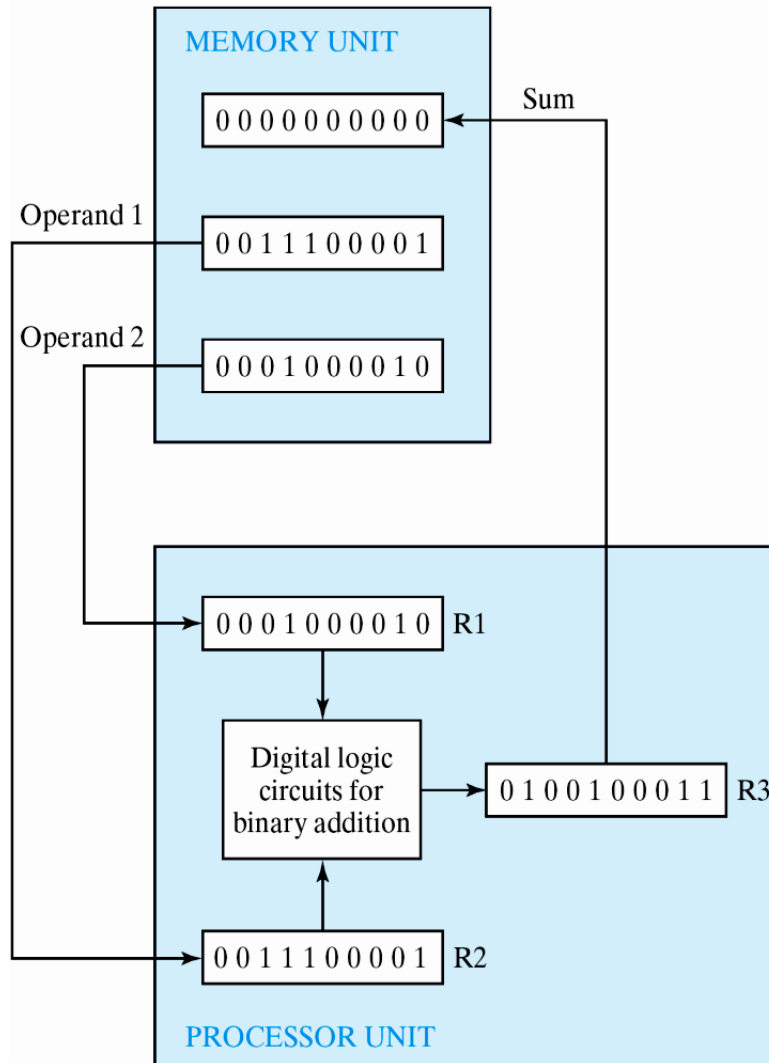 MEMORY UNIT
Sum
0 0 0 0 0 0 0 0 0 0
Operand 1
0 0 1 1 1 0 0 0 0 1
Operand 2
0 0 0 1 0 0 0 0 1 0
0 0 0 1 0 0 0 0 1 0 R1
Digital logic
circuits for
binary addition
0 1 0 0 1 0 0 0 1 1 R3
0 0 1 1 1 0 0 0 0 1 R2
PROCESSOR UNIT